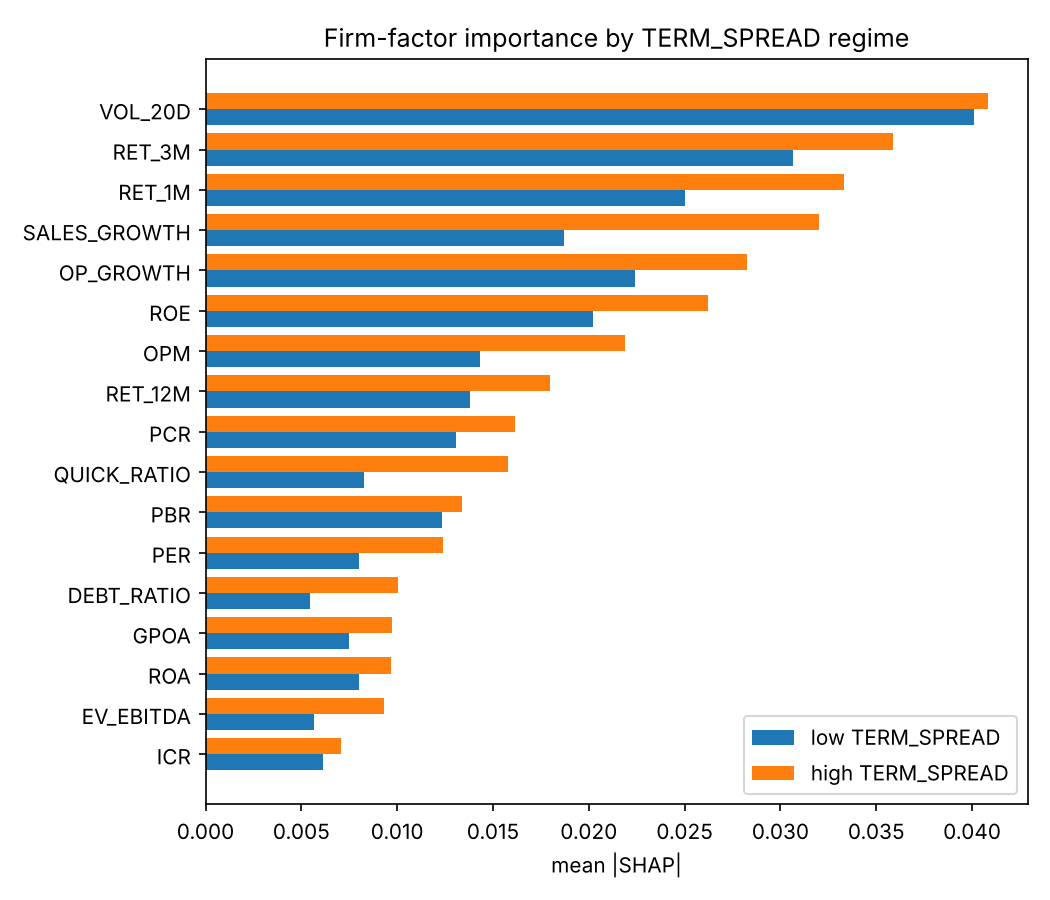 Firm-factor importance by TERM_SPREAD regime
VOL_20D
RET_3M
RET_1M
SALES_GROWTH
OP_GROWTH
ROE
OPM
RET_12M
PCR
QUICK_RATIO
PBR
PER
DEBT_RATIO
GPOA
ROA
EV_EBITDA
ICR
low TERM_SPREAD
high TERM_SPREAD
0.000 0.005 0.010 0.015 0.020 0.025 0.030 0.035 0.040
mean |SHAP|